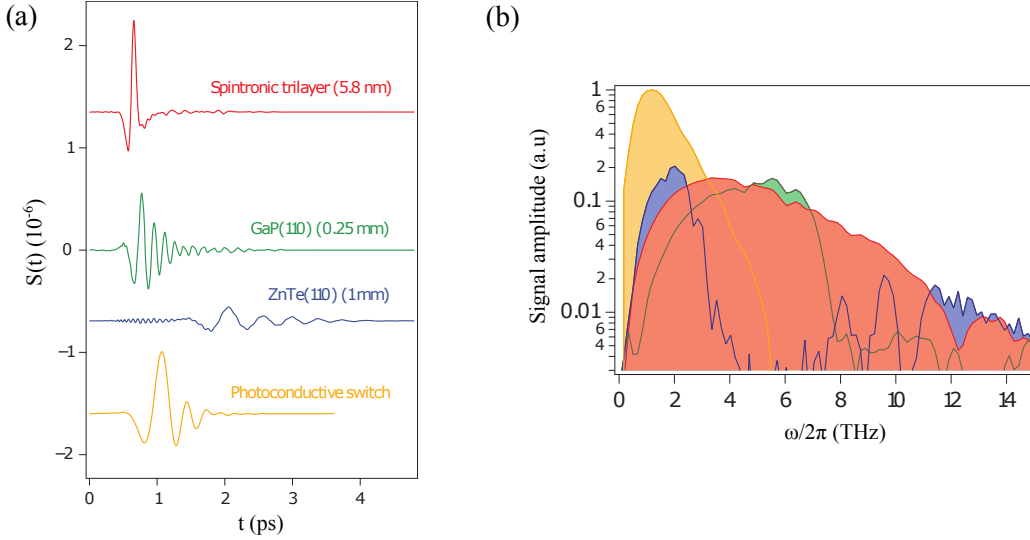 (a)
2
1
0
−1
−2
S(t) (10⁻⁶)
Spintronic trilayer (5.8 nm)
GaP(110) (0.25 mm)
ZnTe(110) (1mm)
Photoconductive switch
0 1 2 3 4
t (ps)
(b)
1
6
4
2
0.1
6
4
2
0.01
6
4
Signal amplitude (a.u)
0 2 4 6 8 10 12 14
ω/2π (THz)